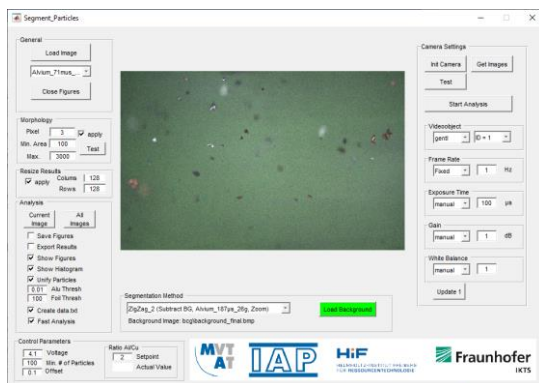 Segment_Particles
General
Load Image
Alvium_71mus_...
Close Figures
Morphology
Pixel 3 apply
Min. Area 100
Max. 3000
Test
Resize Results
apply Colums 128
Rows 128
Analysis
Current Image
All Images
Save Figures
Export Results
Show Figures
Show Histogram
Unify Particles
0.01 Alu Thresh
100 Foil Thresh
Create data.txt
Fast Analysis
Segmentation Method
ZigZag_2 (Subtract BG, Alvium_187µs_26g, Zoom)
Background Image: bcg\background_final.bmp
Load Background
Camera Settings
Init Camera
Get Images
Test
Start Analysis
Videoobject
gentl
ID = 1
Frame Rate
Fixed 1 Hz
Exposure Time
manual 100 µs
Gain
manual 1 dB
White Balance
manual 1
Update 1
Control Parameters
4.1 Voltage
100 Min. # of Particles
0.1 Offset
Ratio Al/Cu
2 Setpoint
Actual Value
MVT
AT
IAP
HIF
HELMHOLTZ-INSTITUT FREIBERG
FÜR RESSOURCENTECHNOLOGIE
Fraunhofer
IKTS